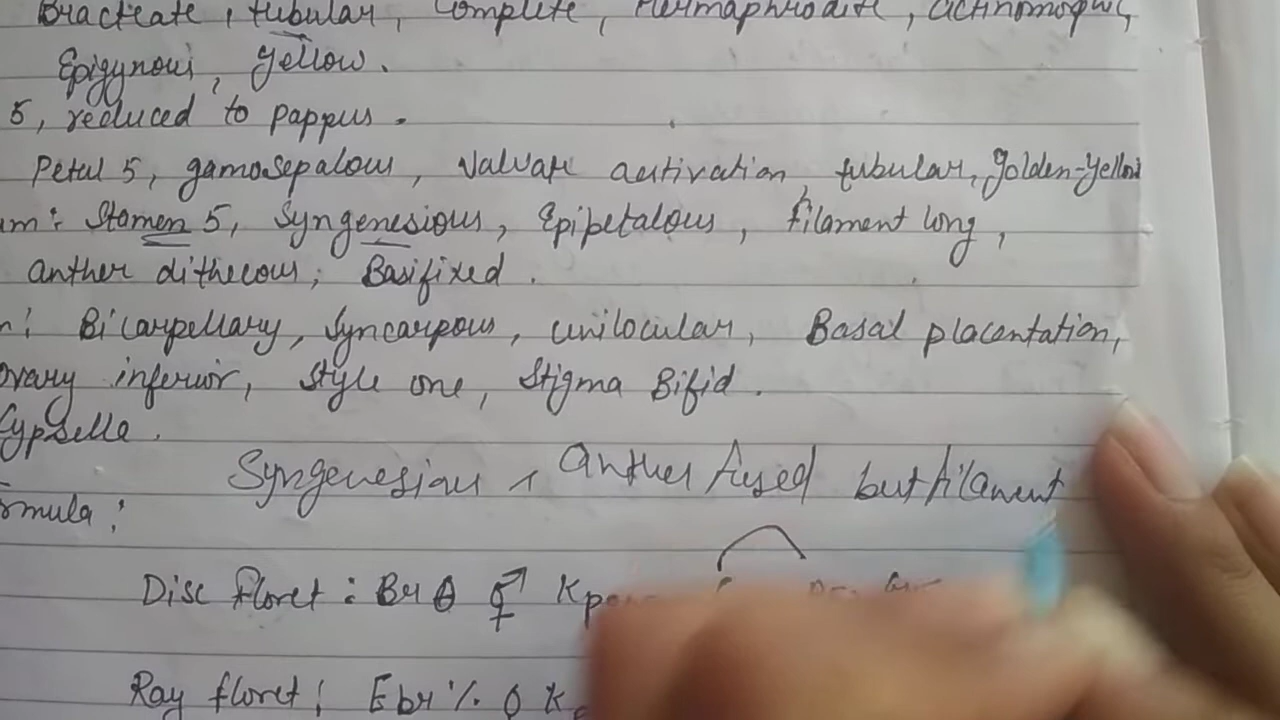 Bracteate, tubular, Complete, Hermaphrodite, actinomorphic,
Epigynous, yellow.
5, reduced to pappus.
Petal 5, gamosepalous, Valvate aestivation, tubular, golden-yellow
um: Stamen 5, Syngenesious, Epipetalous, filament long,
anther dithecous, Basifixed.
n: Bicarpellary, Syncarpous, unilocular, Basal placentation,
ovary inferior, style one, Stigma Bifid.
Cypsella.
Syngenesious anther fused but filament
ormula:
Disc floret: Br ⊕ ⚥ K
Ray floret: Ebr % K